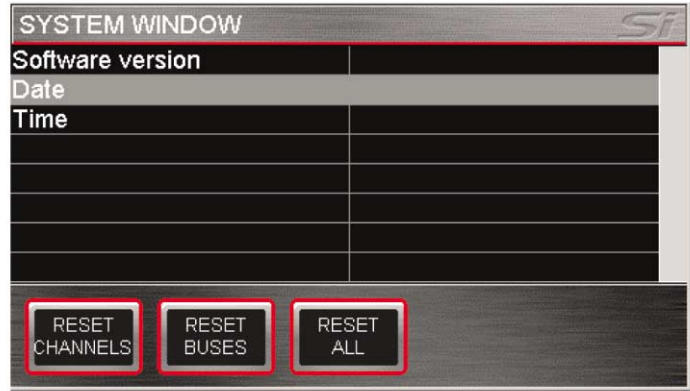 SYSTEM WINDOW
Si
Software version
Date
Time
RESET
CHANNELS
RESET
BUSES
RESET
ALL